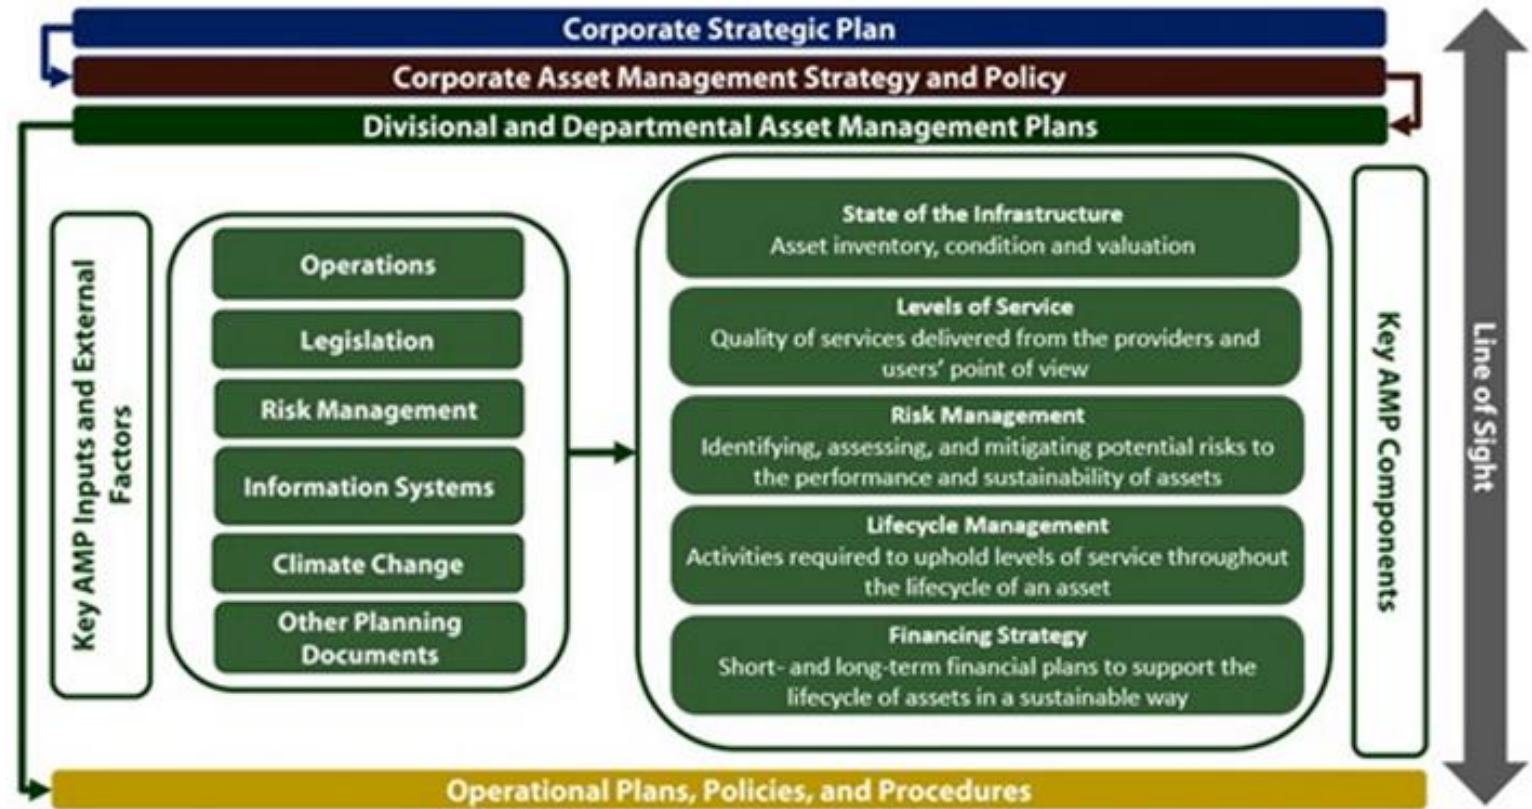 Corporate Strategic Plan
Corporate Asset Management Strategy and Policy
Divisional and Departmental Asset Management Plans
Key AMP Inputs and External
Factors
Operations
Legislation
Risk Management
Information Systems
Climate Change
Other Planning
Documents
State of the Infrastructure
Asset inventory, condition and valuation
Levels of Service
Quality of services delivered from the providers and
users’ point of view
Risk Management
Identifying, assessing, and mitigating potential risks to
the performance and sustainability of assets
Lifecycle Management
Activities required to uphold levels of service throughout
the lifecycle of an asset
Financing Strategy
Short- and long-term financial plans to support the
lifecycle of assets in a sustainable way
Key AMP Components
Line of Sight
Operational Plans, Policies, and Procedures